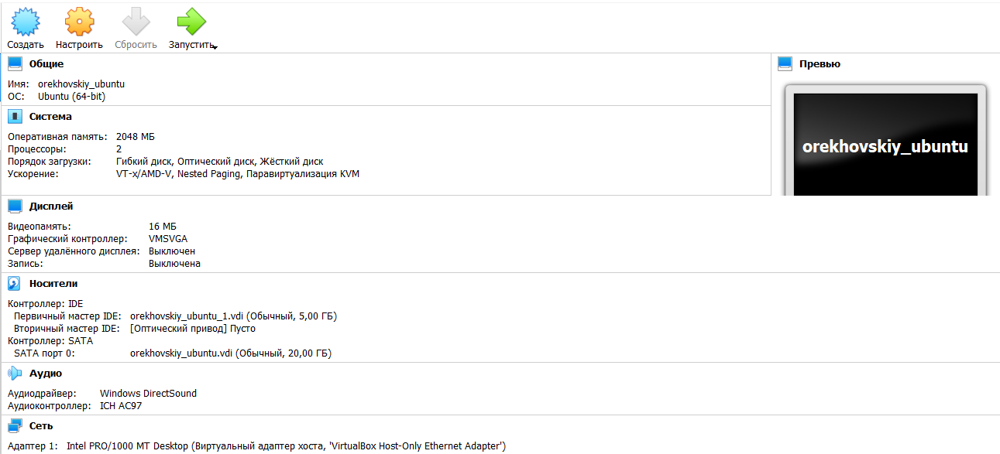 Создать Настроить Сбросить Запустить
Общие
Имя: orekhovskiy_ubuntu
ОС: Ubuntu (64-bit)
Превью
orekhovskiy_ubuntu
Система
Оперативная память: 2048 МБ
Процессоры: 2
Порядок загрузки: Гибкий диск, Оптический диск, Жёсткий диск
Ускорение: VT-x/AMD-V, Nested Paging, Паравиртуализация KVM
Дисплей
Видеопамять: 16 МБ
Графический контроллер: VMSVGA
Сервер удалённого дисплея: Выключен
Запись: Выключена
Носители
Контроллер: IDE
Первичный мастер IDE: orekhovskiy_ubuntu_1.vdi (Обычный, 5,00 ГБ)
Вторичный мастер IDE: [Оптический привод] Пусто
Контроллер: SATA
SATA порт 0: orekhovskiy_ubuntu.vdi (Обычный, 20,00 ГБ)
Аудио
Аудиодрайвер: Windows DirectSound
Аудиоконтроллер: ICH AC97
Сеть
Адаптер 1: Intel PRO/1000 MT Desktop (Виртуальный адаптер хоста, 'VirtualBox Host-Only Ethernet Adapter')